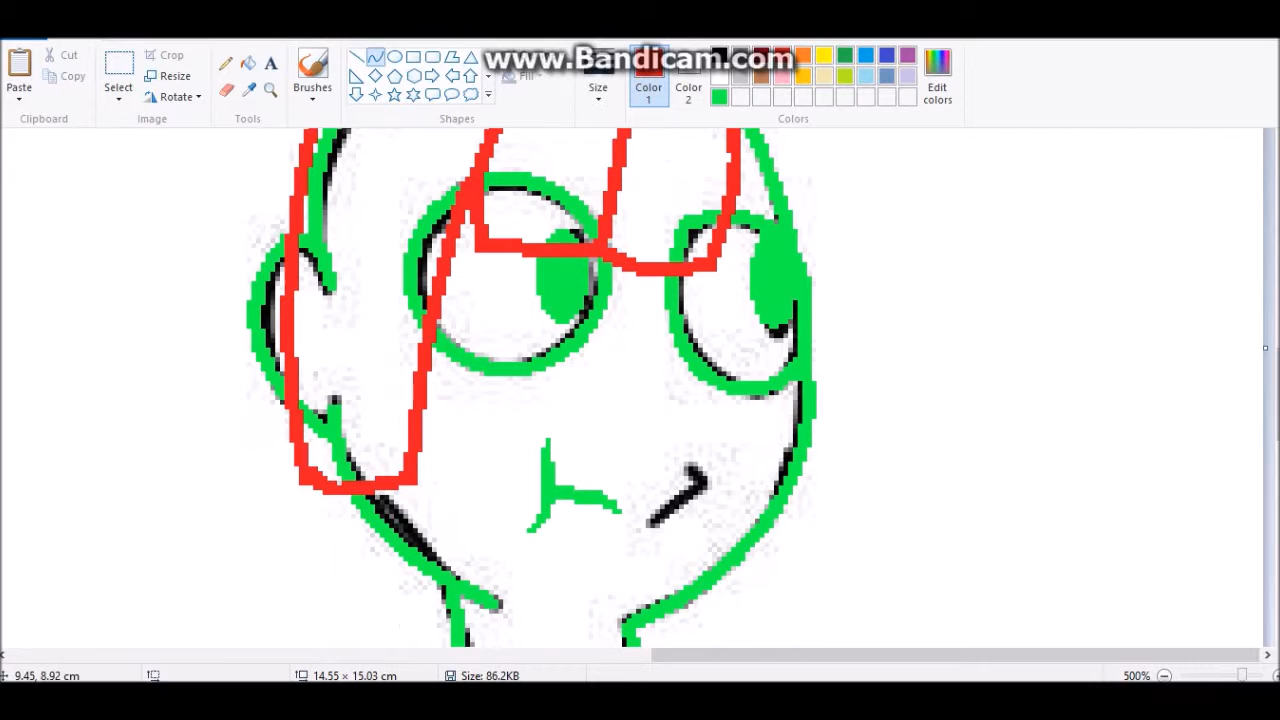 www.Bandicam.com
Cut
Copy
Paste
Clipboard
Select
Crop
Resize
Rotate
Image
Tools
Brushes
Fill
Shapes
Size
Color
1
Color
2
Edit
colors
Colors
9.45, 8.92 cm
14.55 × 15.03 cm
Size: 86.2KB
500%